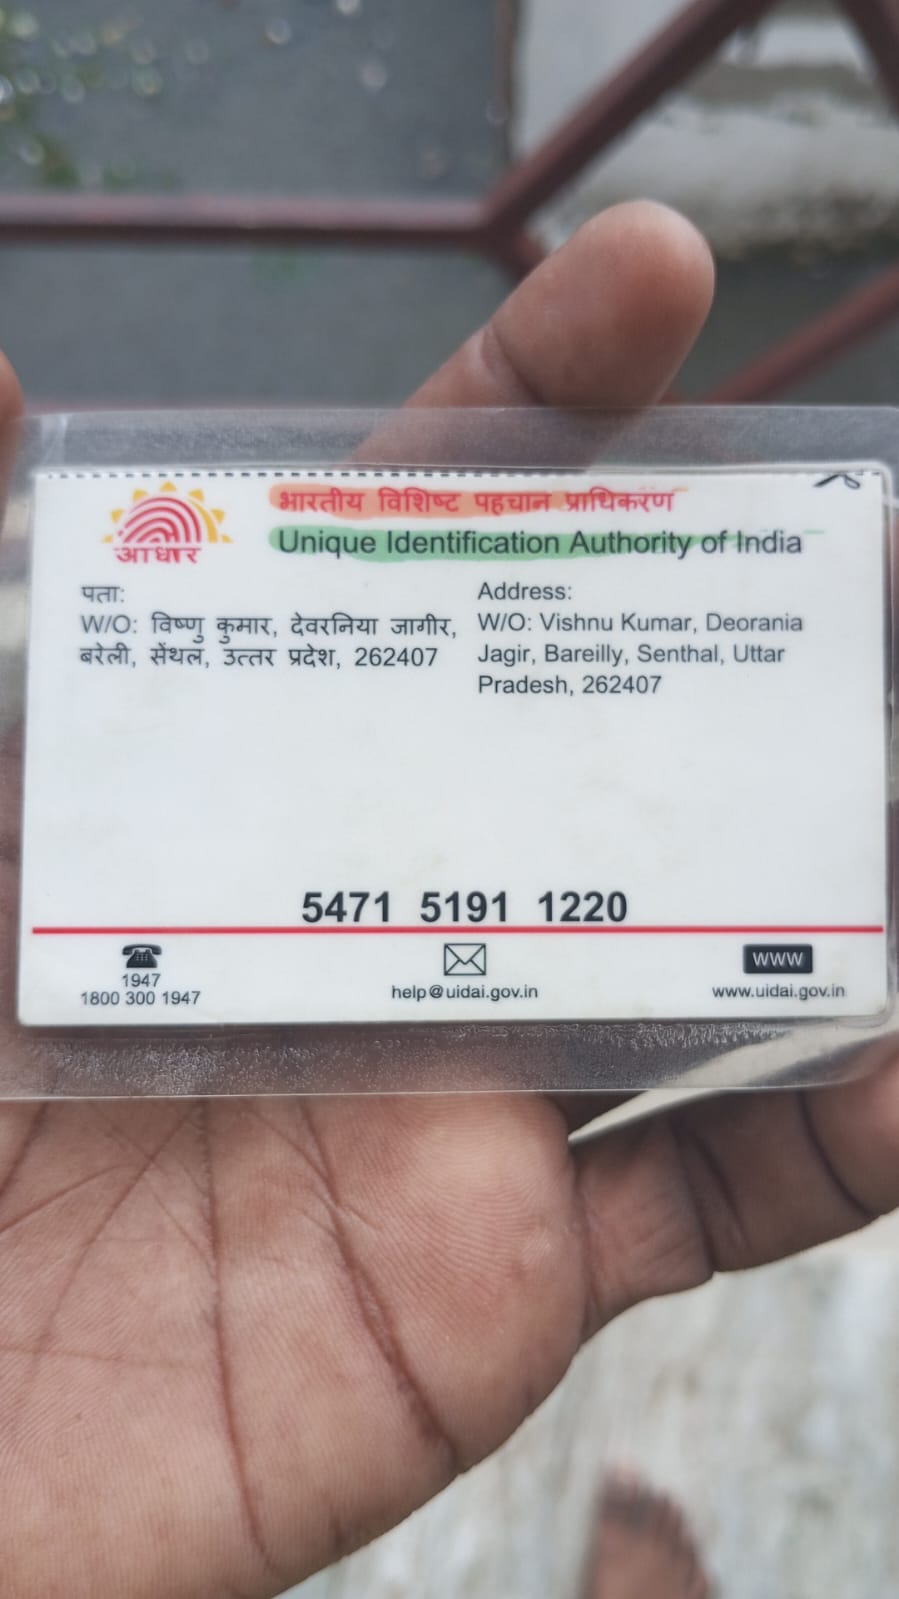 आधार
भारतीय विशिष्ट पहचान प्राधिकरण
Unique Identification Authority of India
पता:
W/O: विष्णु कुमार, देवरनिया जागीर,
बरेली, सेंथल, उत्तर प्रदेश, 262407
Address:
W/O: Vishnu Kumar, Deorania
Jagir, Bareilly, Senthal, Uttar
Pradesh, 262407
5471 5191 1220
1947
1800 300 1947
help@uidai.gov.in
www
www.uidai.gov.in